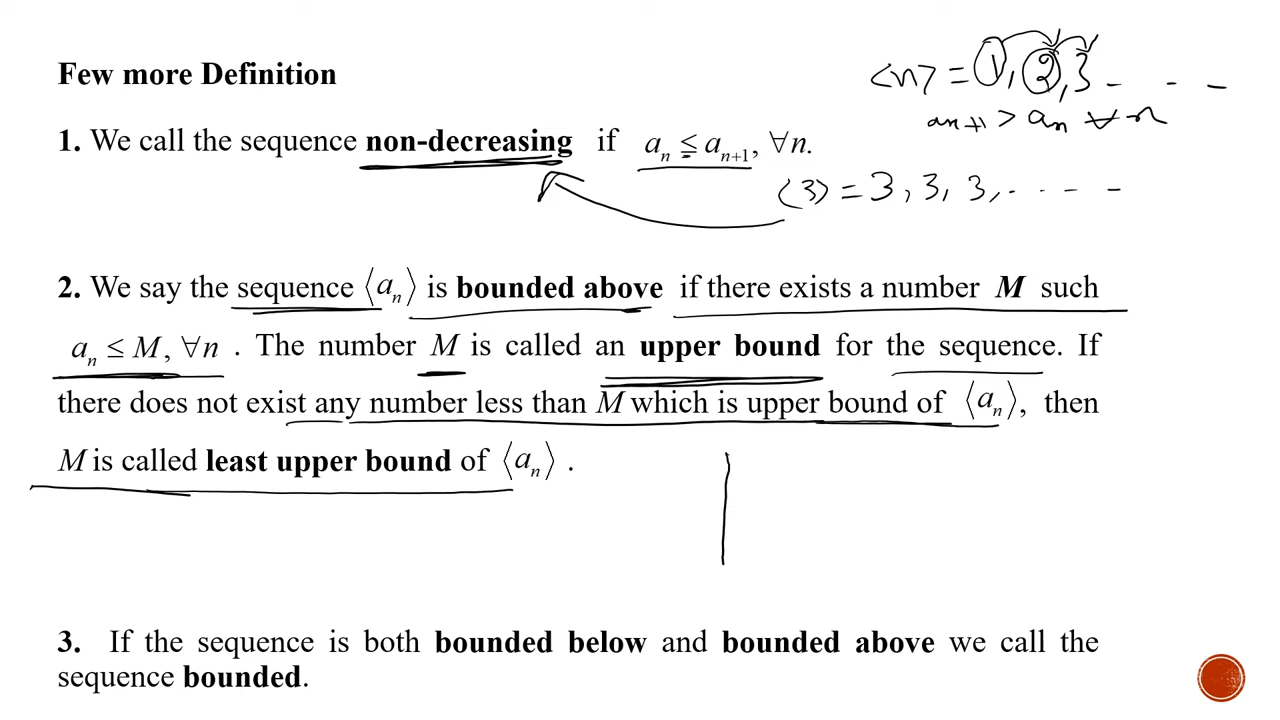 Few more Definition
<n> = 1, 2, 3 - - - -
an+1 > an ∀ n
1. We call the sequence non-decreasing if aₙ ≤ aₙ₊₁, ∀n.
<3> = 3, 3, 3, . . - - -
2. We say the sequence ⟨aₙ⟩ is bounded above if there exists a number M such
aₙ ≤ M, ∀n . The number M is called an upper bound for the sequence. If
there does not exist any number less than M which is upper bound of ⟨aₙ⟩, then
M is called least upper bound of ⟨aₙ⟩ .
3. If the sequence is both bounded below and bounded above we call the
sequence bounded.